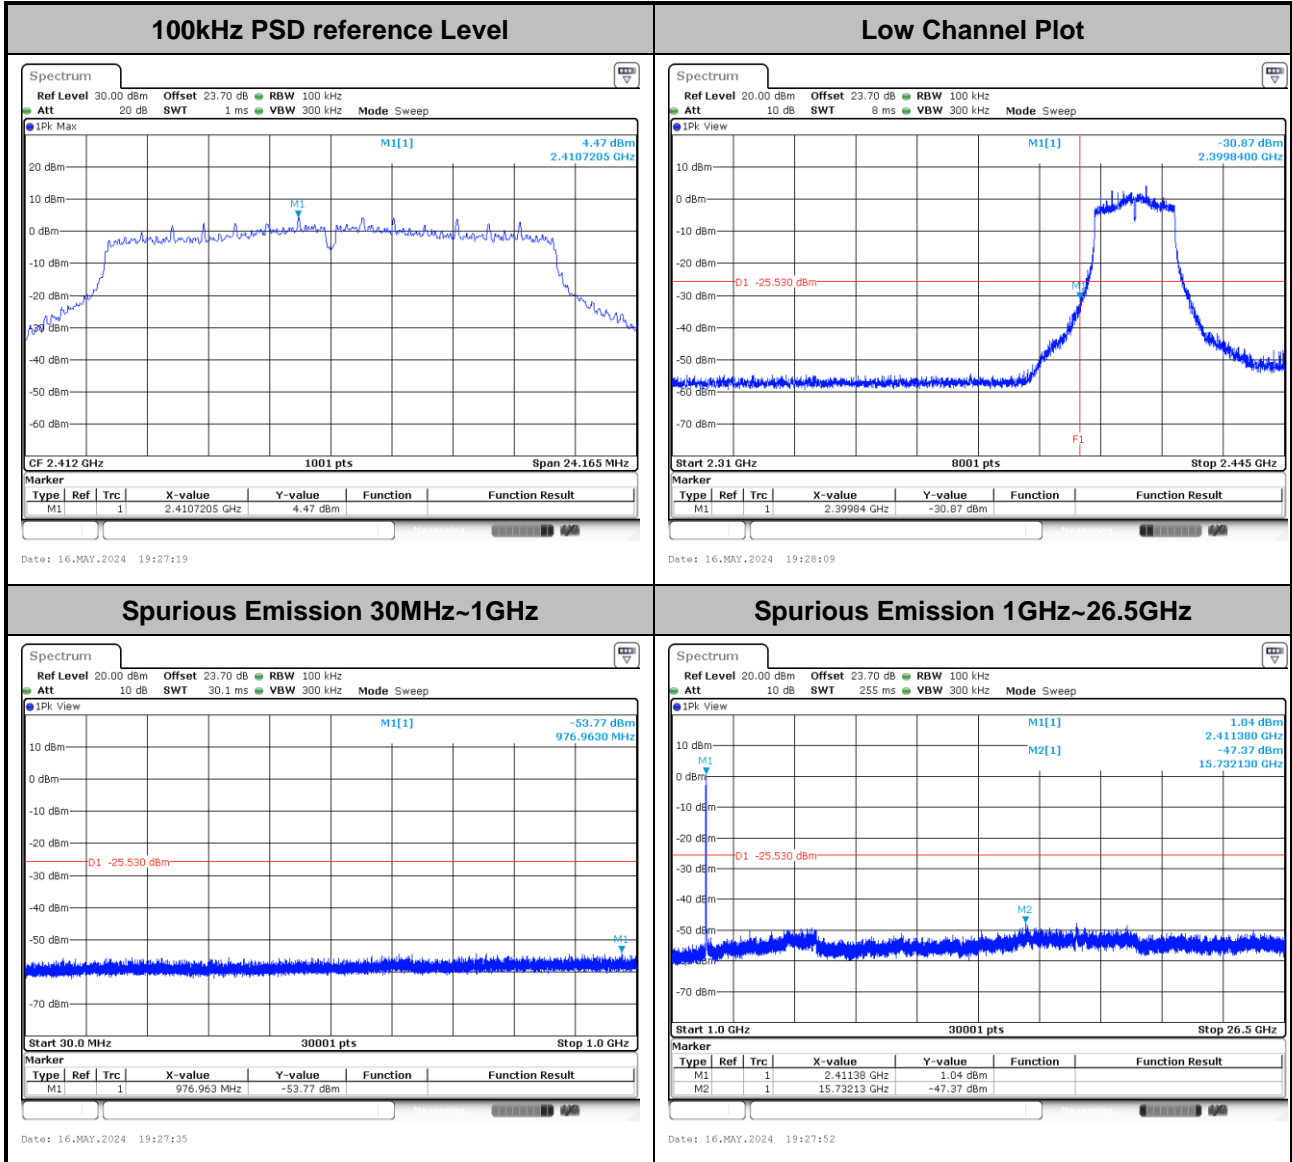 100kHz PSD reference Level
Spectrum
Ref Level 30.00 dBm Offset 23.70 dB RBW 100 kHz
Att 20 dB SWT 1 ms VBW 300 kHz Mode Sweep
1Pk Max
M1[1] 4.47 dBm
2.4107205 GHz
20 dBm
10 dBm
M1
0 dBm
-10 dBm
-20 dBm
-30 dBm
-40 dBm
-50 dBm
-60 dBm
CF 2.412 GHz 1001 pts Span 24.165 MHz
Marker
Type Ref Trc X-value Y-value Function Function Result
M1 1 2.4107205 GHz 4.47 dBm
Date: 16.MAY.2024 19:27:19
Low Channel Plot
Spectrum
Ref Level 20.00 dBm Offset 23.70 dB RBW 100 kHz
Att 10 dB SWT 8 ms VBW 300 kHz Mode Sweep
1Pk View
M1[1] -30.87 dBm
2.3998400 GHz
10 dBm
0 dBm
-10 dBm
-20 dBm
D1 -25.530 dBm
M1
-30 dBm
-40 dBm
-50 dBm
-60 dBm
-70 dBm
F1
Start 2.31 GHz 8001 pts Stop 2.445 GHz
Marker
Type Ref Trc X-value Y-value Function Function Result
M1 1 2.39984 GHz -30.87 dBm
Date: 16.MAY.2024 19:28:09
Spurious Emission 30MHz~1GHz
Spectrum
Ref Level 20.00 dBm Offset 23.70 dB RBW 100 kHz
Att 10 dB SWT 30.1 ms VBW 300 kHz Mode Sweep
1Pk View
M1[1] -53.77 dBm
976.9630 MHz
10 dBm
0 dBm
-10 dBm
-20 dBm
D1 -25.530 dBm
-30 dBm
-40 dBm
-50 dBm
M1
-70 dBm
Start 30.0 MHz 30001 pts Stop 1.0 GHz
Marker
Type Ref Trc X-value Y-value Function Function Result
M1 1 976.963 MHz -53.77 dBm
Date: 16.MAY.2024 19:27:35
Spurious Emission 1GHz~26.5GHz
Spectrum
Ref Level 20.00 dBm Offset 23.70 dB RBW 100 kHz
Att 10 dB SWT 255 ms VBW 300 kHz Mode Sweep
1Pk View
M1[1] 1.04 dBm
2.411380 GHz
10 dBm
M2[1] -47.37 dBm
15.732130 GHz
M1
0 dBm
-10 dBm
-20 dBm
D1 -25.530 dBm
-30 dBm
-40 dBm
M2
-50 dBm
-70 dBm
Start 1.0 GHz 30001 pts Stop 26.5 GHz
Marker
Type Ref Trc X-value Y-value Function Function Result
M1 1 2.41138 GHz 1.04 dBm
M2 1 15.73213 GHz -47.37 dBm
Date: 16.MAY.2024 19:27:52